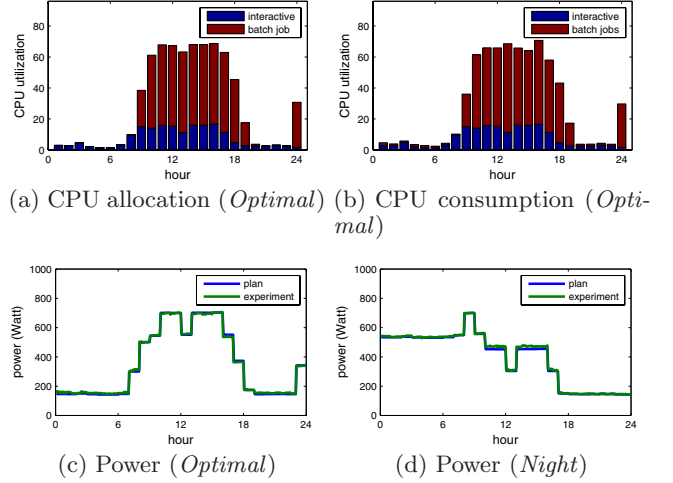 interactive
batch job
CPU utilization
80
60
40
20
0
0 6 12 18 24
hour
(a) CPU allocation (Optimal)
interactive
batch jobs
CPU utilization
80
60
40
20
0
0 6 12 18 24
hour
(b) CPU consumption (Opti-
mal)
plan
experiment
power (Watt)
1000
800
600
400
200
0
0 6 12 18 24
hour
(c) Power (Optimal)
plan
experiment
power (Watt)
1000
800
600
400
200
0
0 6 12 18 24
hour
(d) Power (Night)